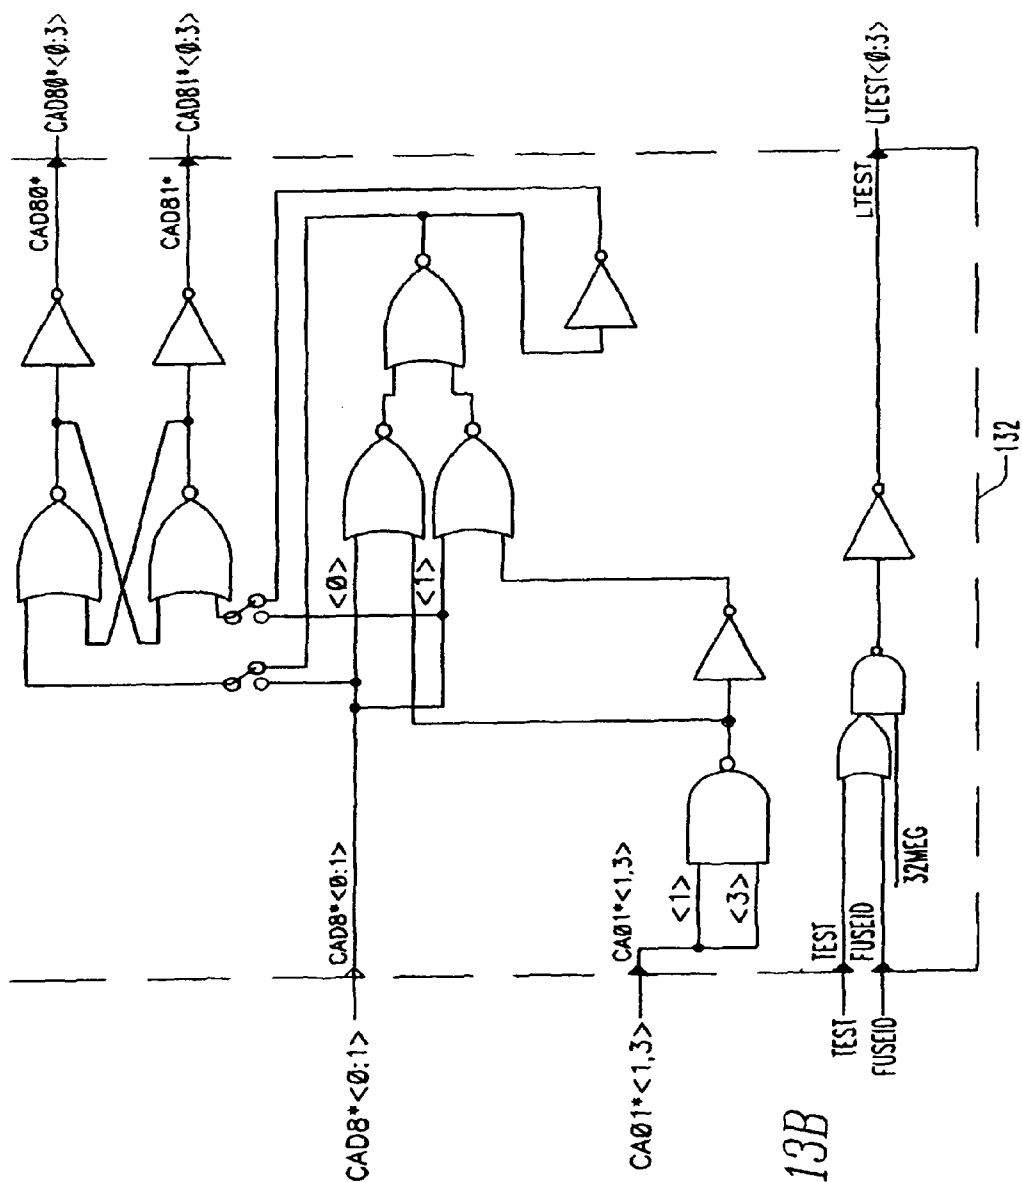 CAD80*<0:3>
CAD80*
CAD81*<0:3>
CAD81*
<0>
<1>
CAD8*<0:1>
CAD8*<0:1>
CA01*<1,3>
CA01*<1,3>
<1>
<3>
LTEST<0:3>
LTEST
TEST
TEST
FUSEID
FUSEID
32MEG
132
13B